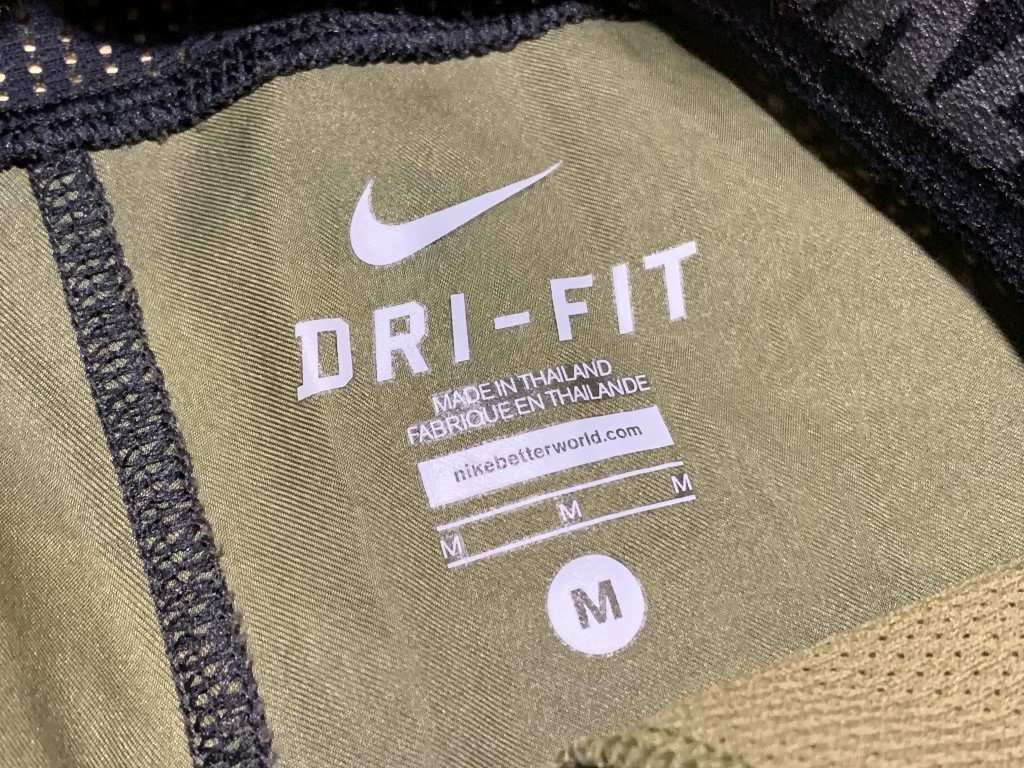 DRI-FIT
MADE IN THAILAND
FABRIQUE EN THAILANDE
nikebetterworld.com
M M M
M